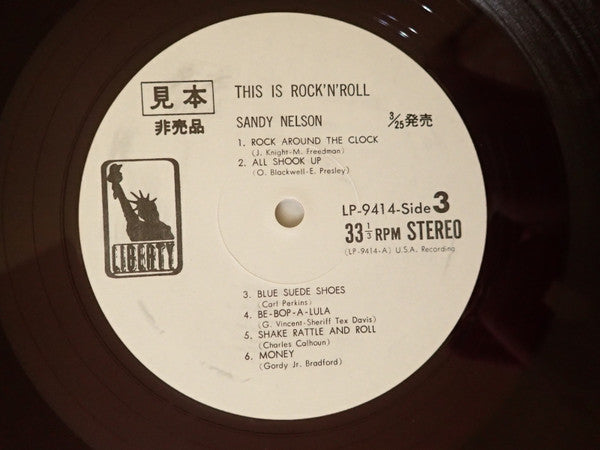 見本
非売品
THIS IS ROCK'N'ROLL
SANDY NELSON
3/25発売
1. ROCK AROUND THE CLOCK
(J. Knight-M. Freedman)
2. ALL SHOOK UP
(O. Blackwell-E. Presley)
LP-9414-Side 3
33 1/3 RPM STEREO
(LP-9414-A) U.S.A. Recording
LIBERTY
3. BLUE SUEDE SHOES
(Carl Perkins)
4. BE-BOP-A-LULA
(G. Vincent-Sheriff Tex Davis)
5. SHAKE RATTLE AND ROLL
(Charles Calhoun)
6. MONEY
(Gordy Jr. Bradford)